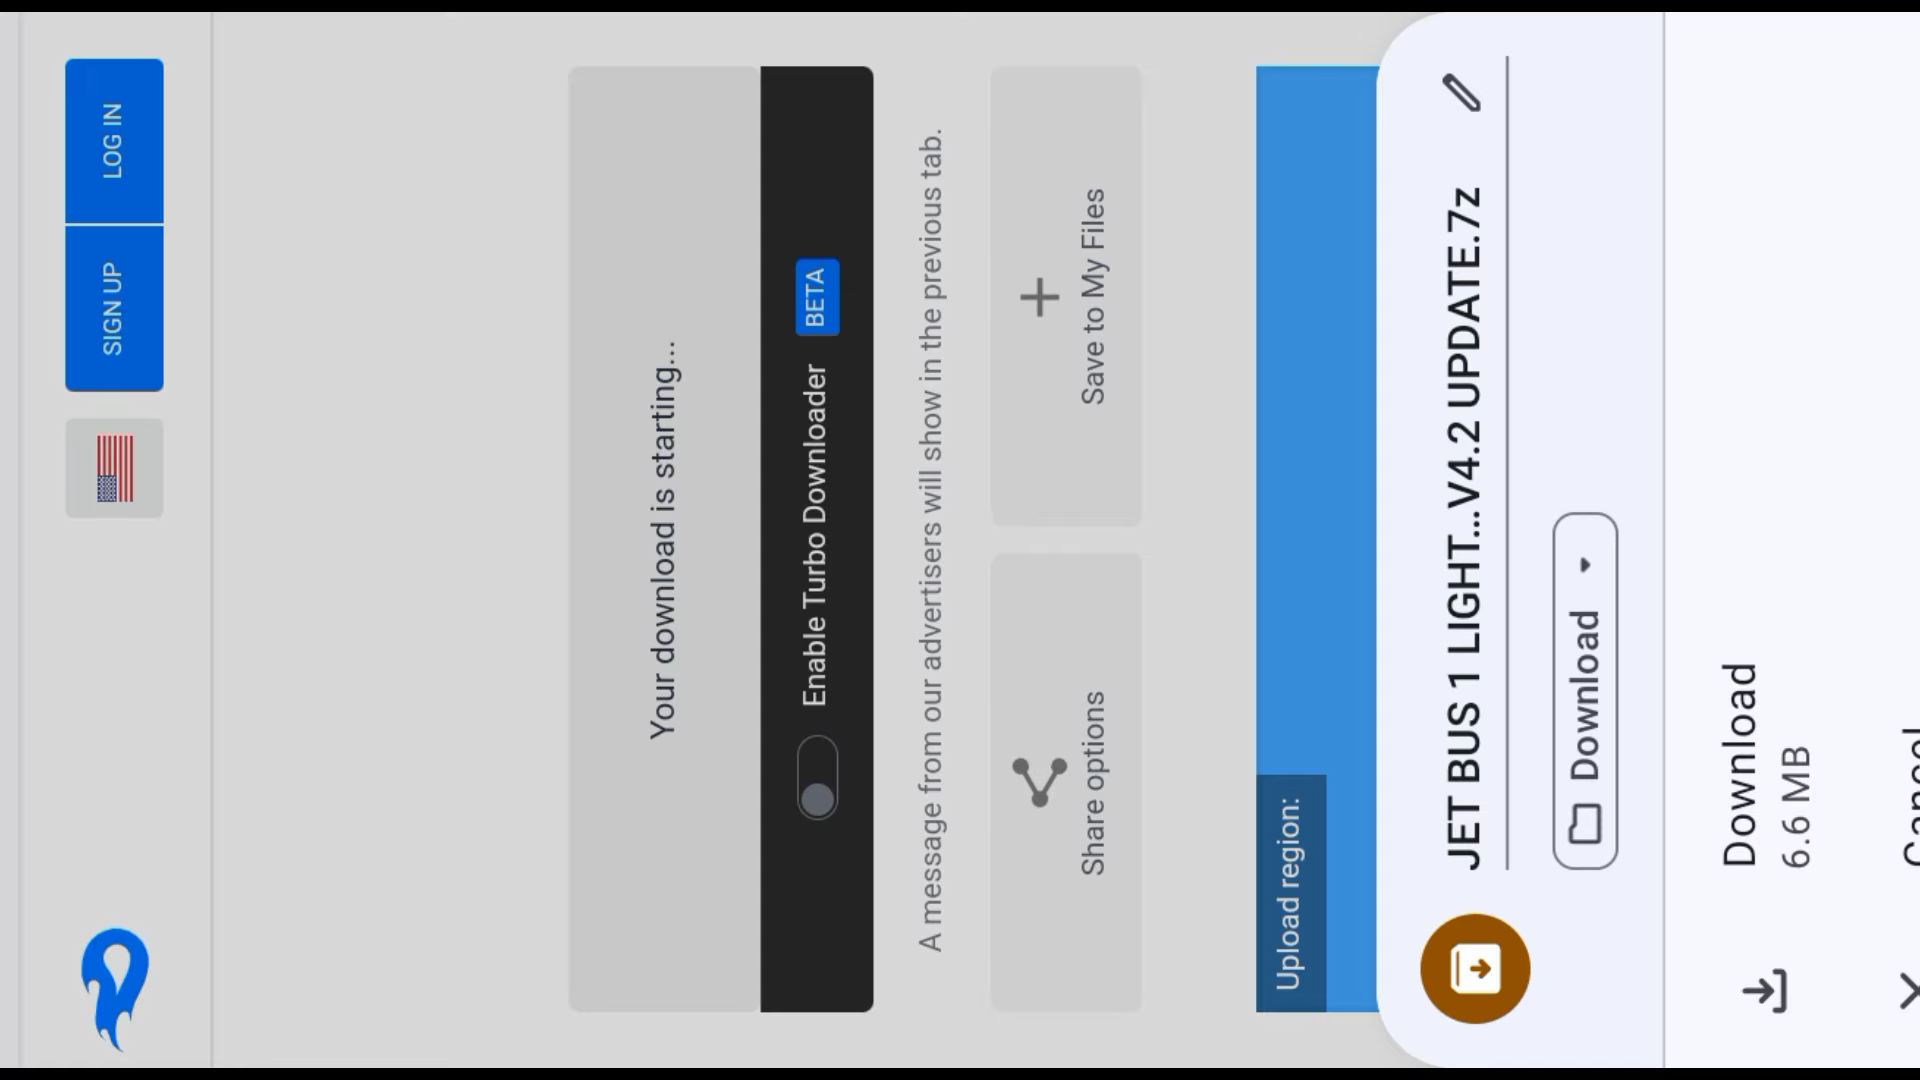 SIGN UP
LOG IN
Your download is starting...
Enable Turbo Downloader
BETA
A message from our advertisers will show in the previous tab.
Share options
Save to My Files
Upload region:
JET BUS 1 LIGHT...V4.2 UPDATE.7z
Download
Download
6.6 MB
Cancel